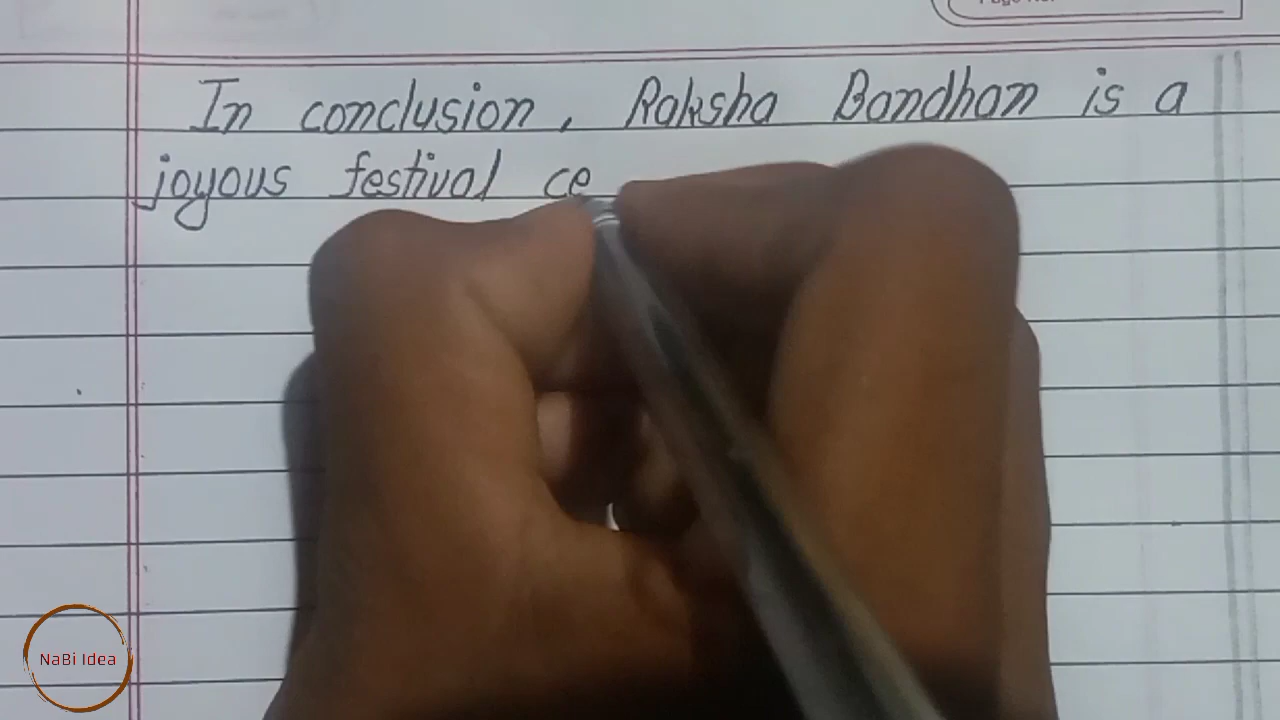 In conclusion, Raksha Bandhan is a
joyous festival ce
NaBi Idea